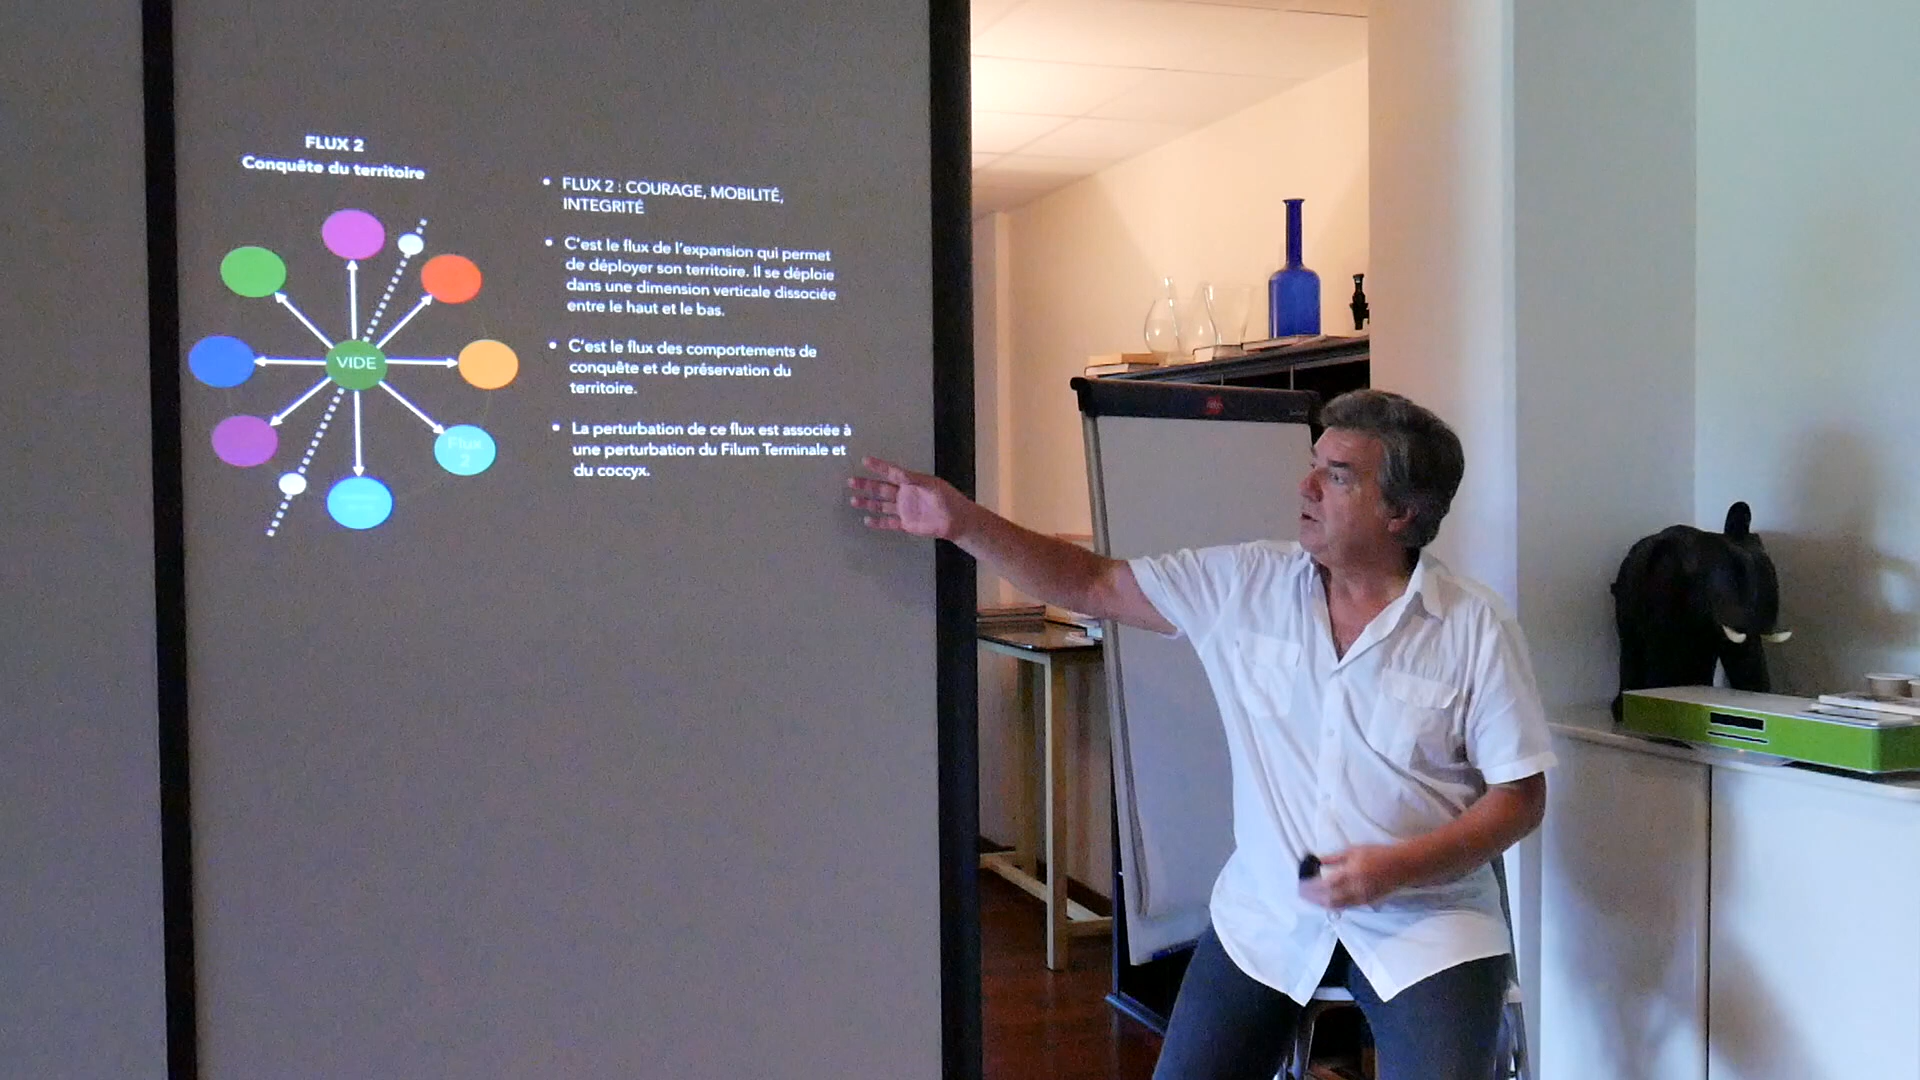 FLUX 2
Conquête du territoire
VIDE
Flux
2
• FLUX 2 : COURAGE, MOBILITÉ,
INTEGRITÉ
• C'est le flux de l'expansion qui permet
de déployer son territoire. Il se déploie
dans une dimension verticale dissociée
entre le haut et le bas.
• C'est le flux des comportements de
conquête et de préservation du
territoire.
• La perturbation de ce flux est associée à
une perturbation du Filum Terminale et
du coccyx.